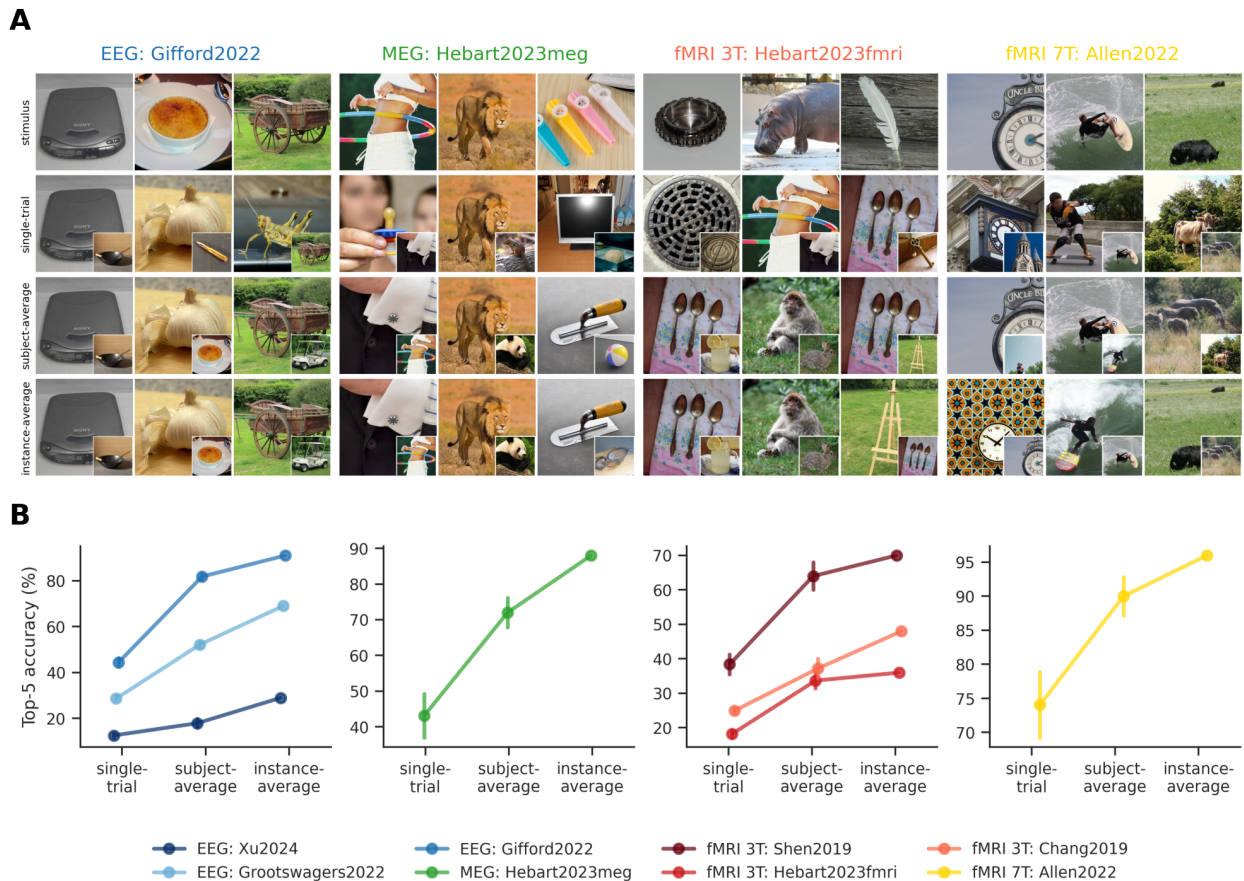 A
EEG: Gifford2022
MEG: Hebart2023meg
fMRI 3T: Hebart2023fmri
fMRI 7T: Allen2022
stimulus
SONY
UNCLE
single-trial
SONY
subject-average
SONY
UNCLE
instance-average
SONY
B
Top-5 accuracy (%)
80
60
40
20
single-trial
subject-average
instance-average
90
80
70
60
50
40
single-trial
subject-average
instance-average
70
60
50
40
30
20
single-trial
subject-average
instance-average
95
90
85
80
75
70
single-trial
subject-average
instance-average
EEG: Xu2024
EEG: Gifford2022
fMRI 3T: Shen2019
fMRI 3T: Chang2019
EEG: Grootswagers2022
MEG: Hebart2023meg
fMRI 3T: Hebart2023fmri
fMRI 7T: Allen2022